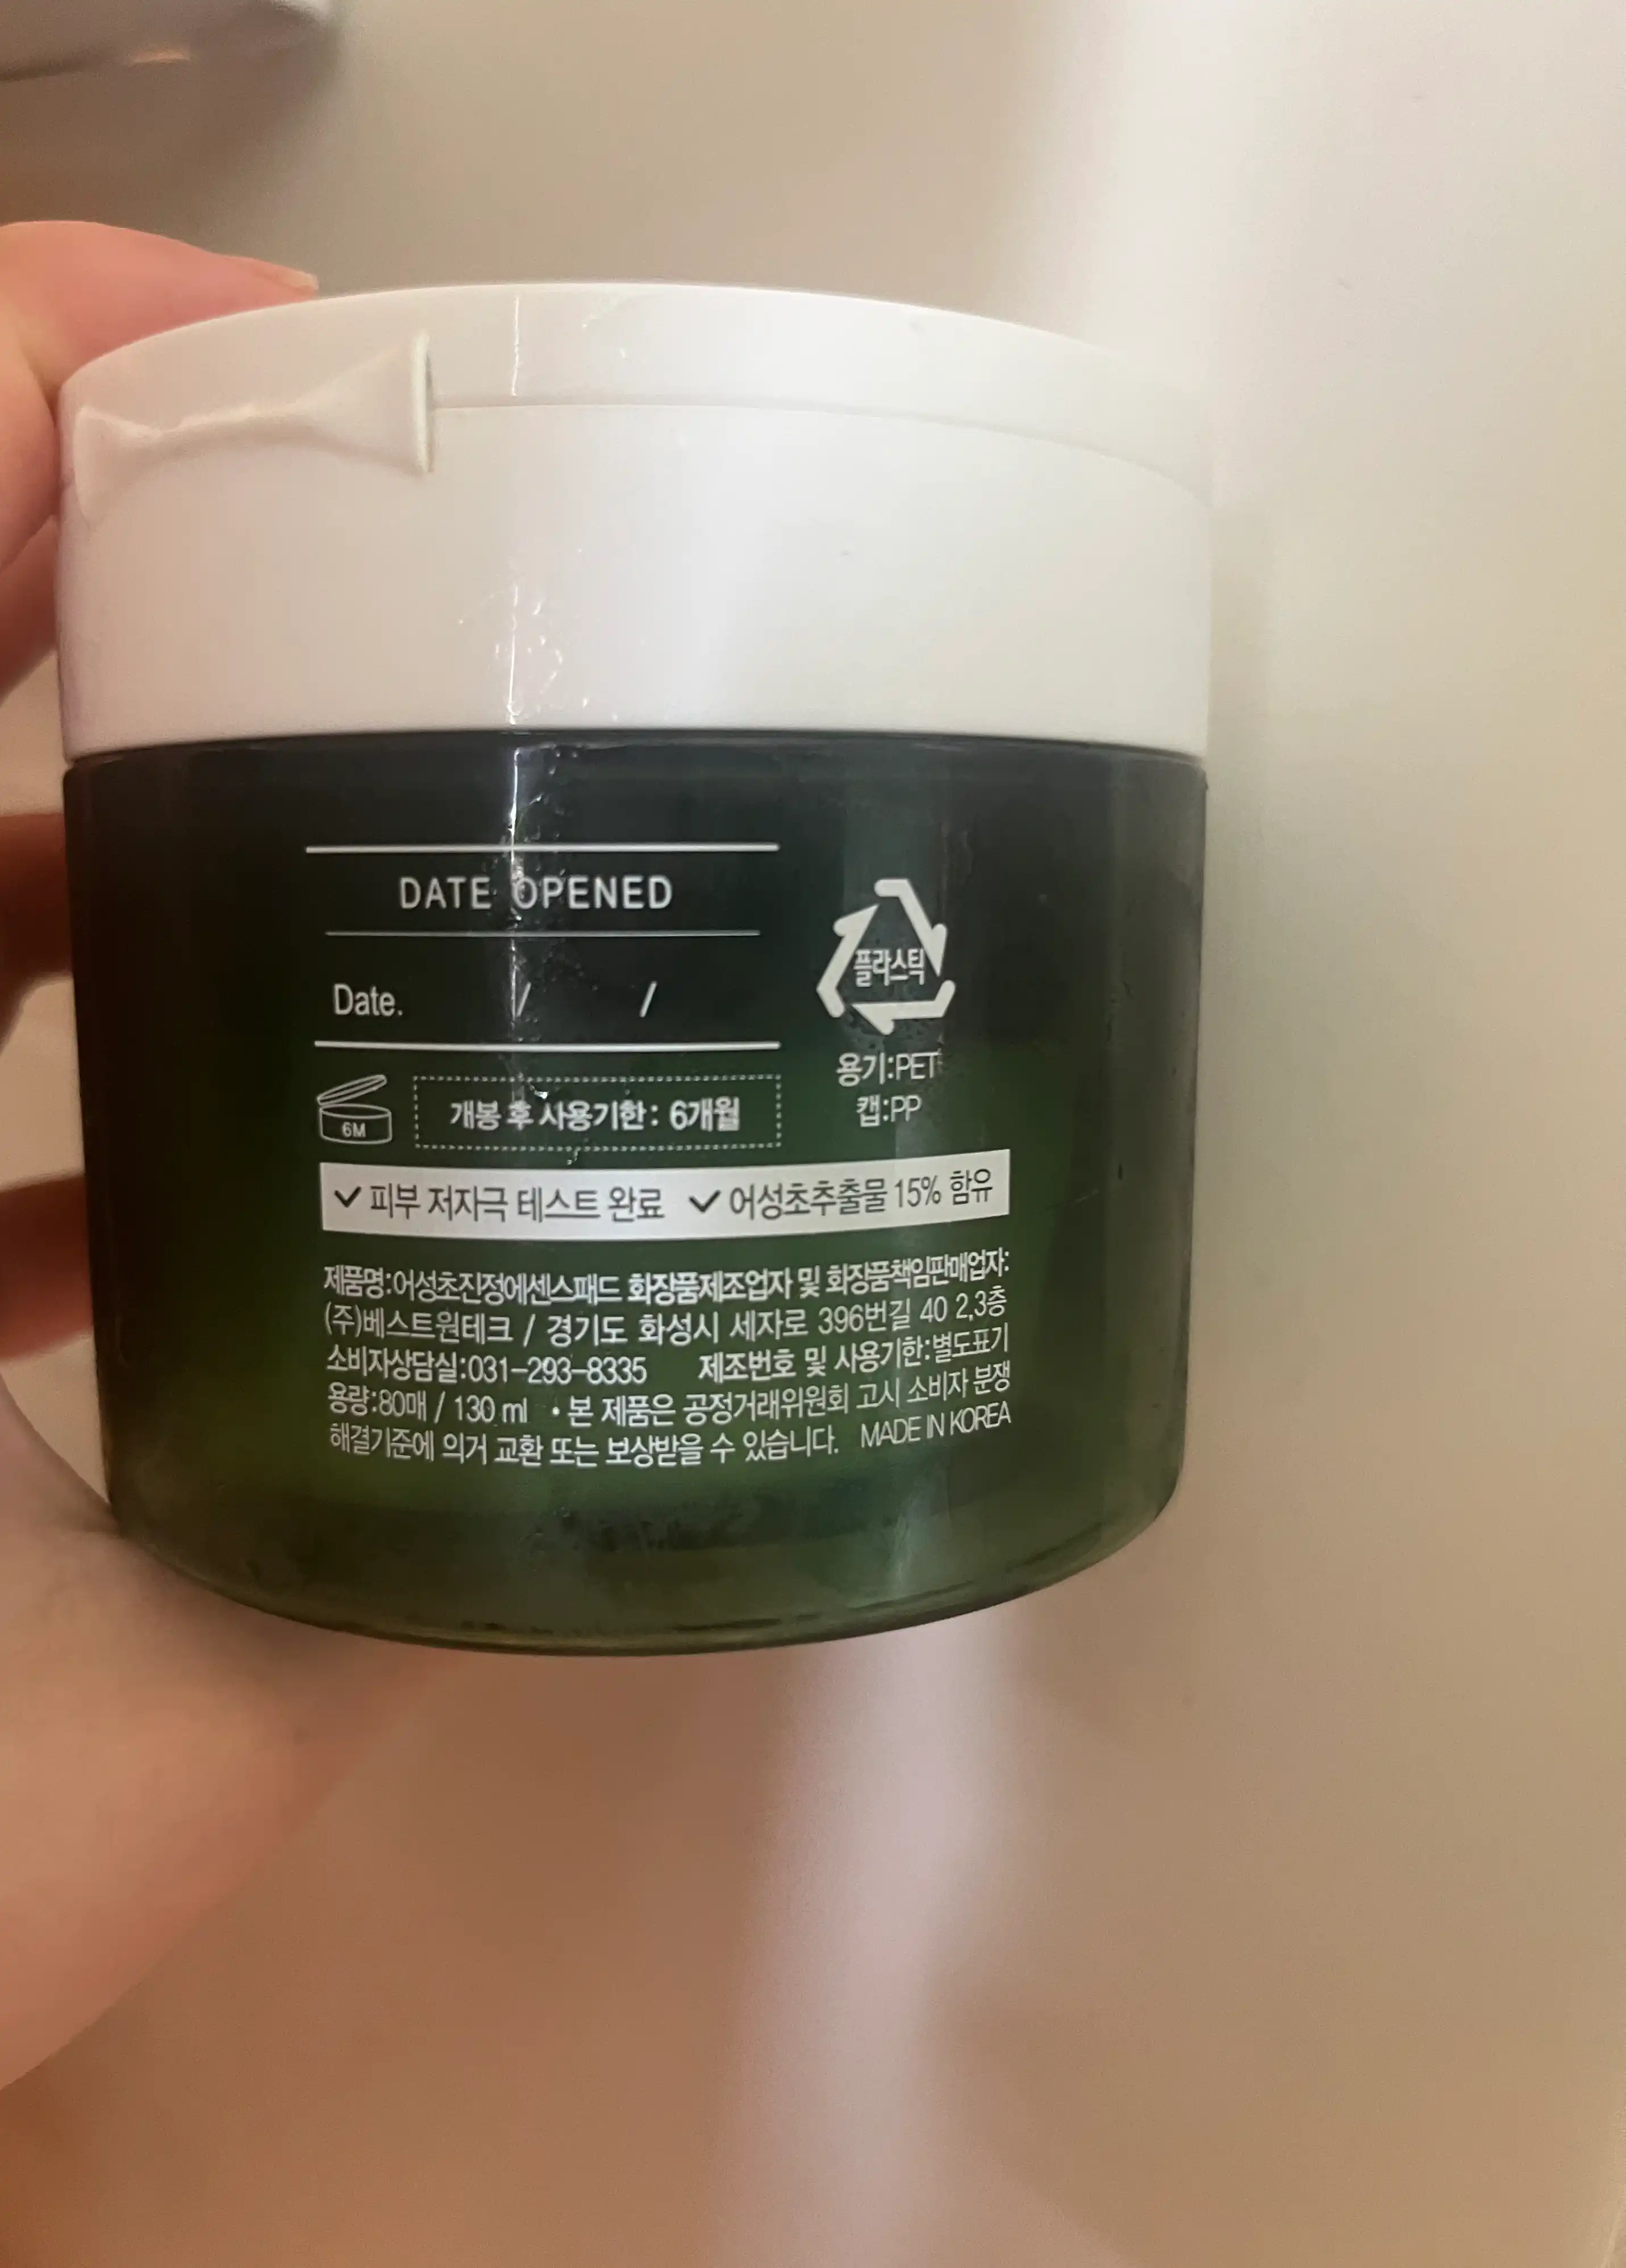 DATE OPENED
Date. / /
플라스틱
용기:PET
캡:PP
6M
개봉 후 사용기한 : 6개월
✓ 피부 저자극 테스트 완료 ✓ 어성초추출물 15% 함유
제품명:어성초진정에센스패드 화장품제조업자 및 화장품책임판매업자:
(주)베스트원테크 / 경기도 화성시 세자로 396번길 40 2,3층
소비자상담실:031-293-8335 제조번호 및 사용기한:별도표기
용량:80매 / 130 ml • 본 제품은 공정거래위원회 고시 소비자 분쟁
해결기준에 의거 교환 또는 보상받을 수 있습니다. MADE IN KOREA